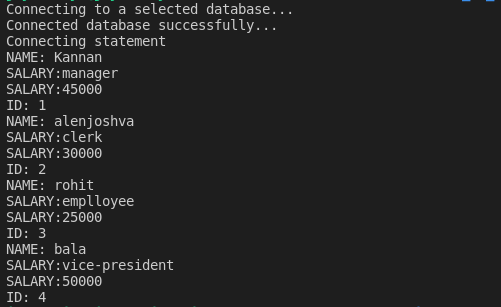 Connecting to a selected database...
Connected database successfully...
Connecting statement
NAME: Kannan
SALARY:manager
SALARY:45000
ID: 1
NAME: alenjoshva
SALARY:clerk
SALARY:30000
ID: 2
NAME: rohit
SALARY:emplloyee
SALARY:25000
ID: 3
NAME: bala
SALARY:vice-president
SALARY:50000
ID: 4